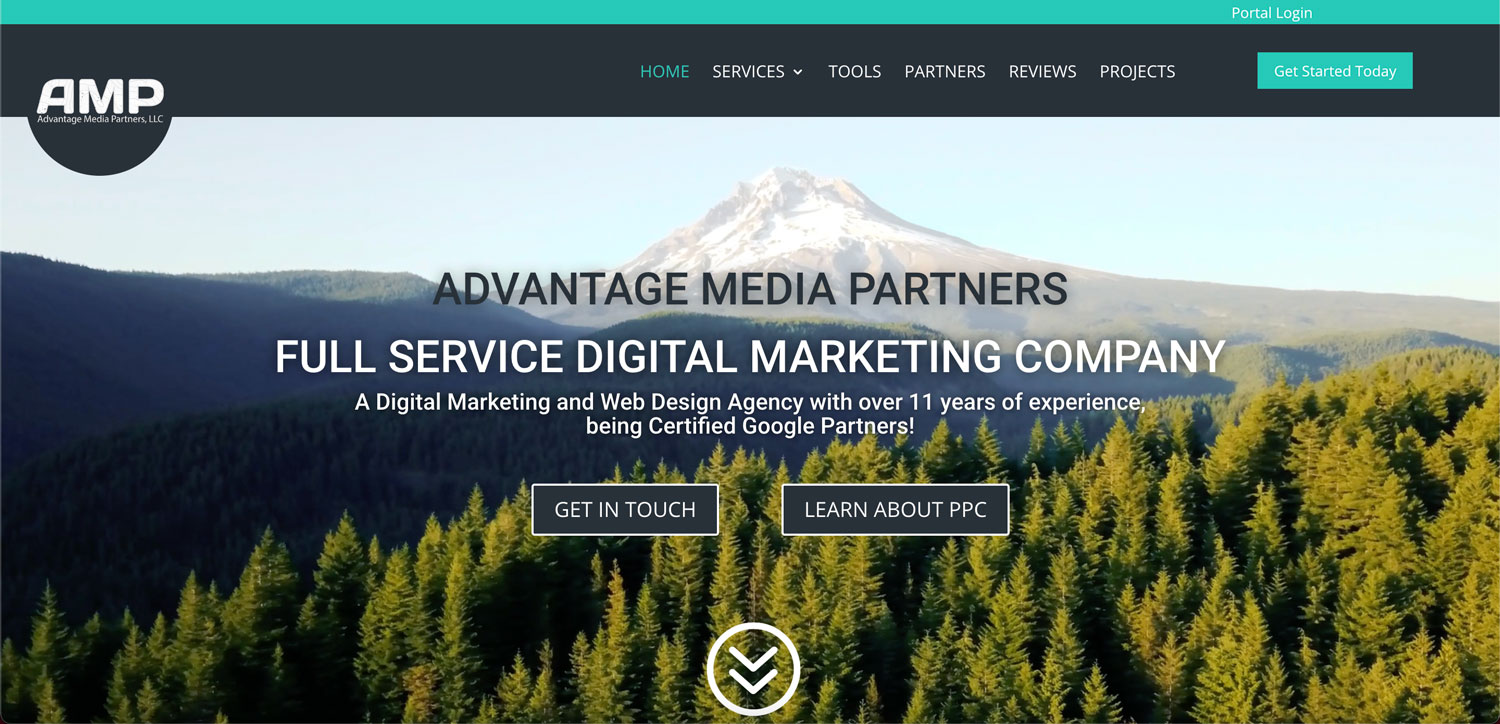 Portal Login
HOME SERVICES TOOLS PARTNERS REVIEWS PROJECTS Get Started Today
AMP
Advantage Media Partners, LLC
ADVANTAGE MEDIA PARTNERS
FULL SERVICE DIGITAL MARKETING COMPANY
A Digital Marketing and Web Design Agency with over 11 years of experience,
being Certified Google Partners!
GET IN TOUCH LEARN ABOUT PPC